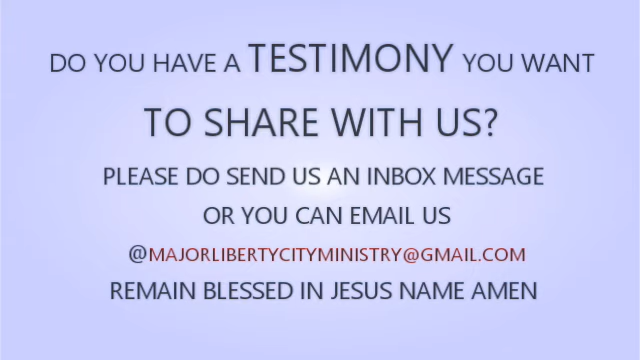 DO YOU HAVE A TESTIMONY YOU WANT
TO SHARE WITH US?
PLEASE DO SEND US AN INBOX MESSAGE
OR YOU CAN EMAIL US
@MAJORLIBERTYCITYMINISTRY@GMAIL.COM
REMAIN BLESSED IN JESUS NAME AMEN